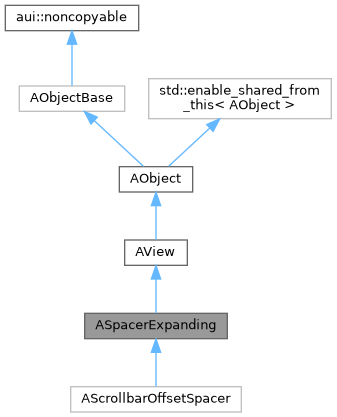 aui::noncopyable
AObjectBase
std::enable_shared_from
_this< AObject >
AObject
AView
ASpacerExpanding
AScrollbarOffsetSpacer